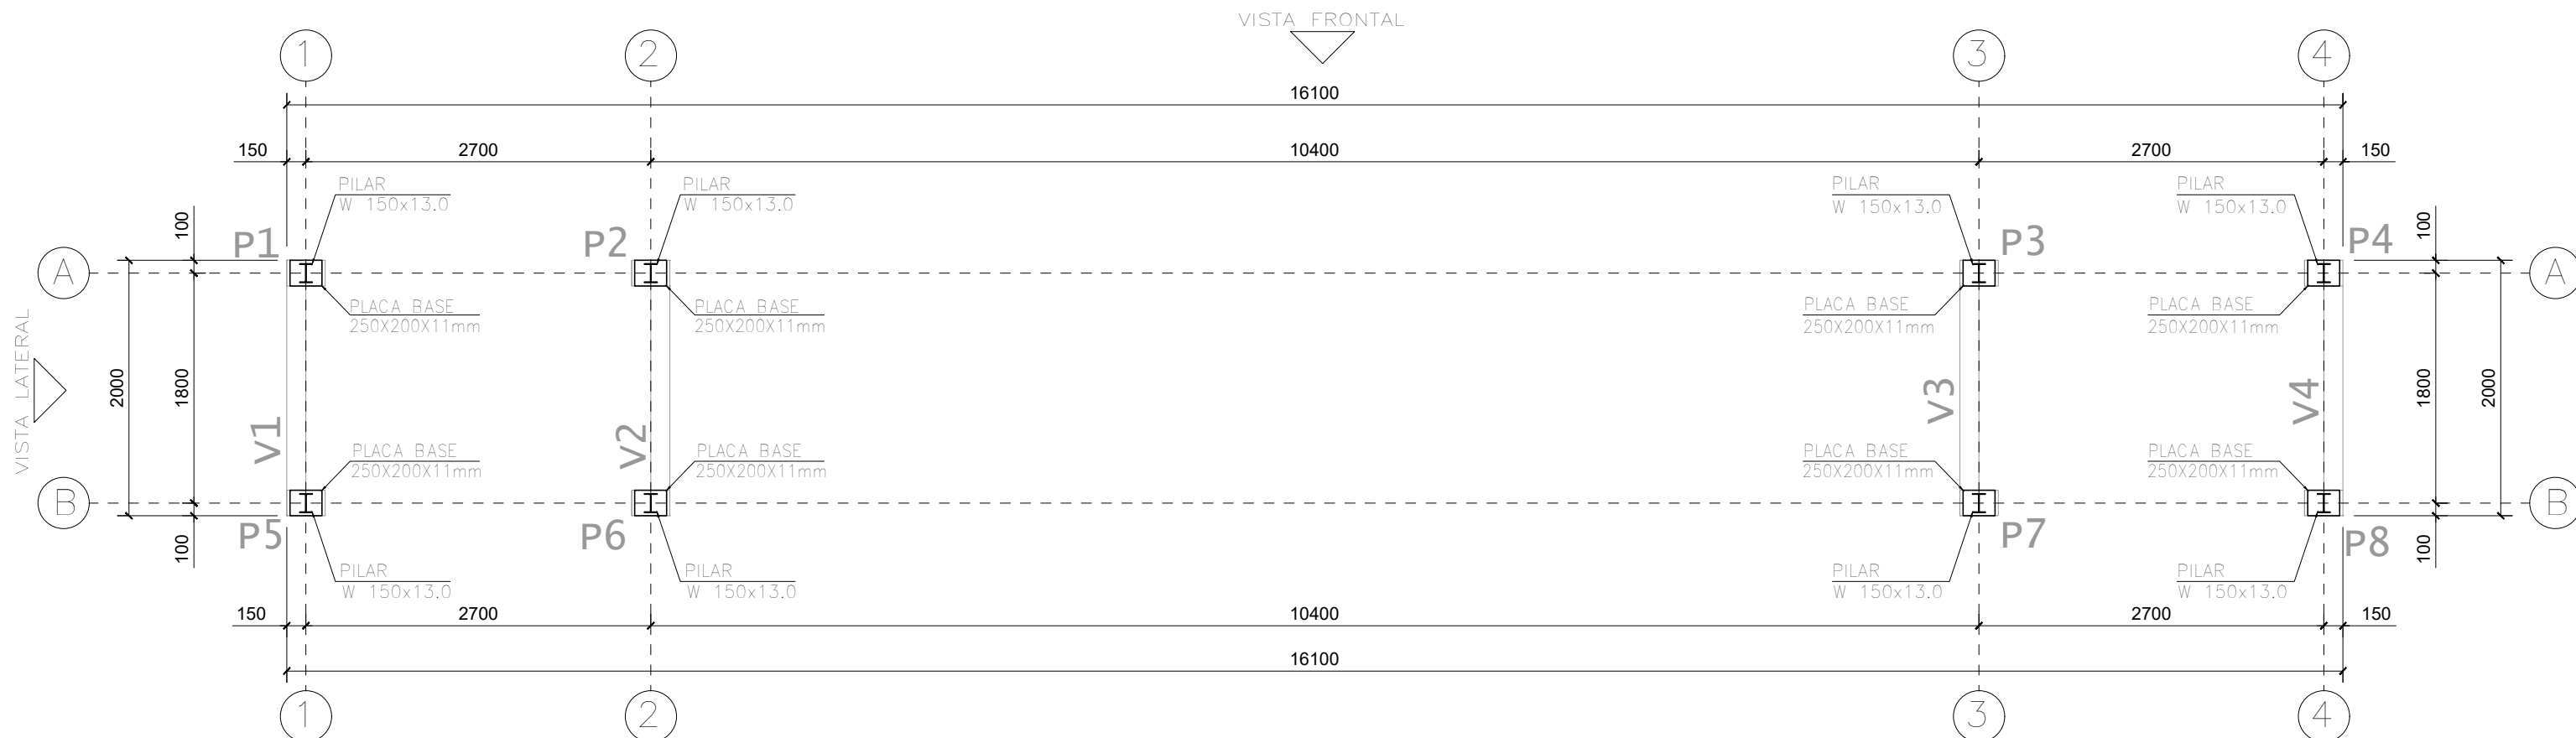 VISTA FRONTAL
1
2
3
4
16100
150
2700
10400
2700
150
PILAR
W 150x13.0
PILAR
W 150x13.0
PILAR
W 150x13.0
PILAR
W 150x13.0
100
100
P1
P2
P3
P4
A
A
PLACA BASE
250X200X11mm
PLACA BASE
250X200X11mm
PLACA BASE
250X200X11mm
PLACA BASE
250X200X11mm
VISTA LATERAL
2000
1800
V1
V2
V3
V4
1800
2000
PLACA BASE
250X200X11mm
PLACA BASE
250X200X11mm
PLACA BASE
250X200X11mm
PLACA BASE
250X200X11mm
B
B
P5
P6
P7
P8
100
100
PILAR
W 150x13.0
PILAR
W 150x13.0
PILAR
W 150x13.0
PILAR
W 150x13.0
150
2700
10400
2700
150
16100
1
2
3
4